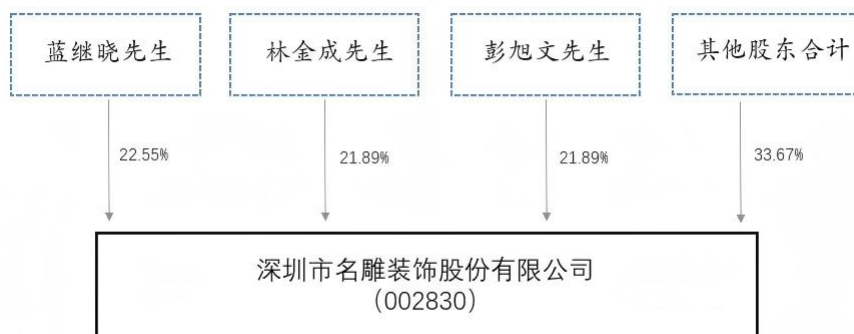 蓝继晓先生
林金成先生
彭旭文先生
其他股东合计
22.55%
21.89%
21.89%
33.67%
深圳市名雕装饰股份有限公司
（002830）